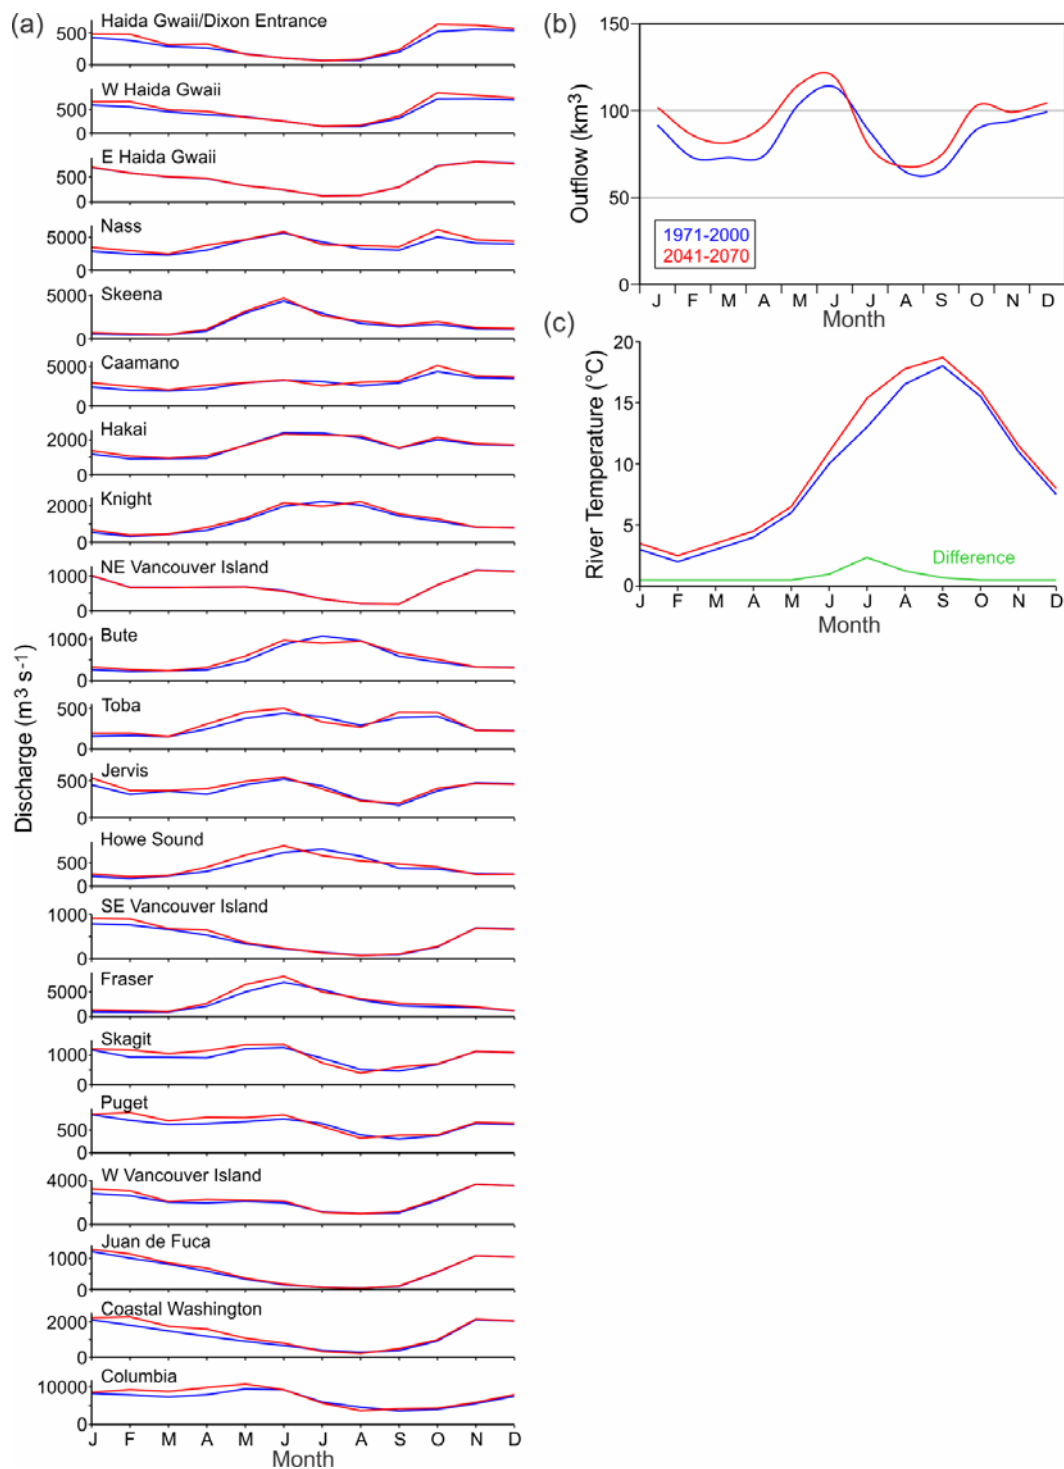 (a)
Haida Gwaii/Dixon Entrance
500
0
W Haida Gwaii
500
0
E Haida Gwaii
500
0
Nass
5000
0
Skeena
5000
0
Caamano
5000
0
Hakai
2000
0
Knight
2000
0
NE Vancouver Island
1000
0
Bute
1000
0
Toba
500
0
Jervis
500
0
Howe Sound
500
0
SE Vancouver Island
1000
0
Fraser
5000
0
Skagit
1000
0
Puget
500
0
W Vancouver Island
4000
0
Juan de Fuca
1000
0
Coastal Washington
2000
0
Columbia
10000
0
J F M A M J J A S O N D
Month
Discharge (m³ s⁻¹)
(b)
150
100
50
0
Outflow (km³)
1971-2000
2041-2070
J F M A M J J A S O N D
Month
(c)
20
15
10
5
0
River Temperature (°C)
Difference
J F M A M J J A S O N D
Month